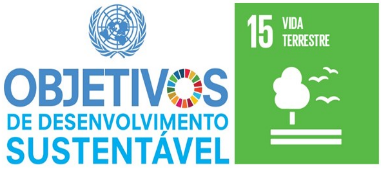 OBJETIVOS
DE DESENVOLVIMENTO
SUSTENTÁVEL
15 VIDA
TERRESTRE